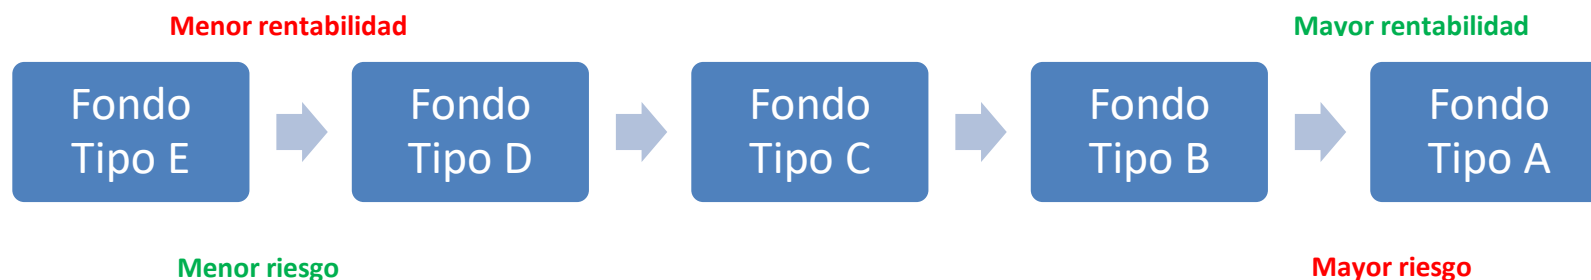 Menor rentabilidad
Mayor rentabilidad
Fondo
Tipo E
Fondo
Tipo D
Fondo
Tipo C
Fondo
Tipo B
Fondo
Tipo A
Menor riesgo
Mayor riesgo